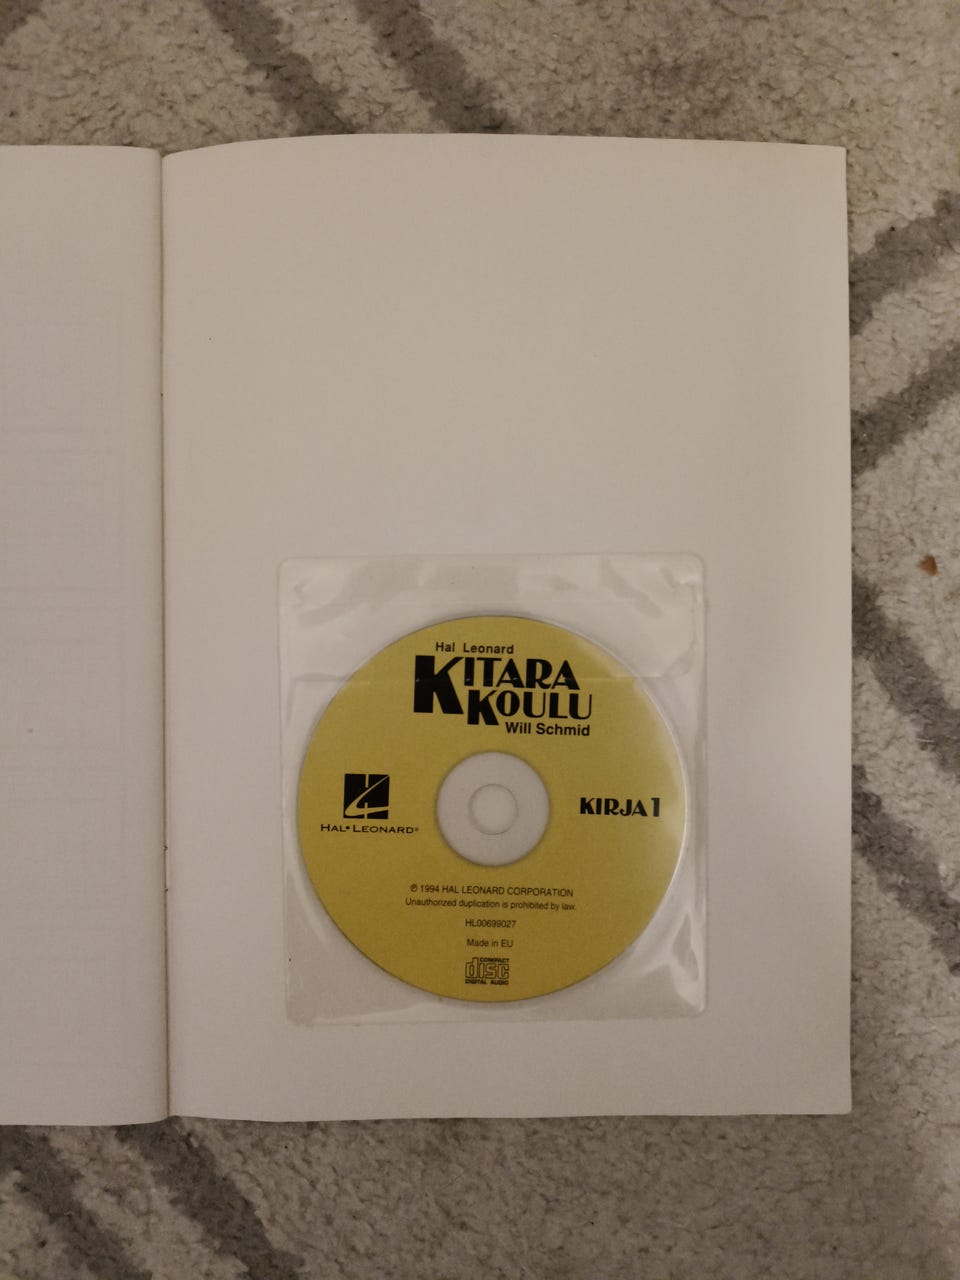 Hal Leonard
KITARA
KOULU
Will Schmid
HAL•LEONARD®
KIRJA 1
℗ 1994 HAL LEONARD CORPORATION
Unauthorized duplication is prohibited by law.
HL00699027
Made in EU
COMPACT
disc
DIGITAL AUDIO